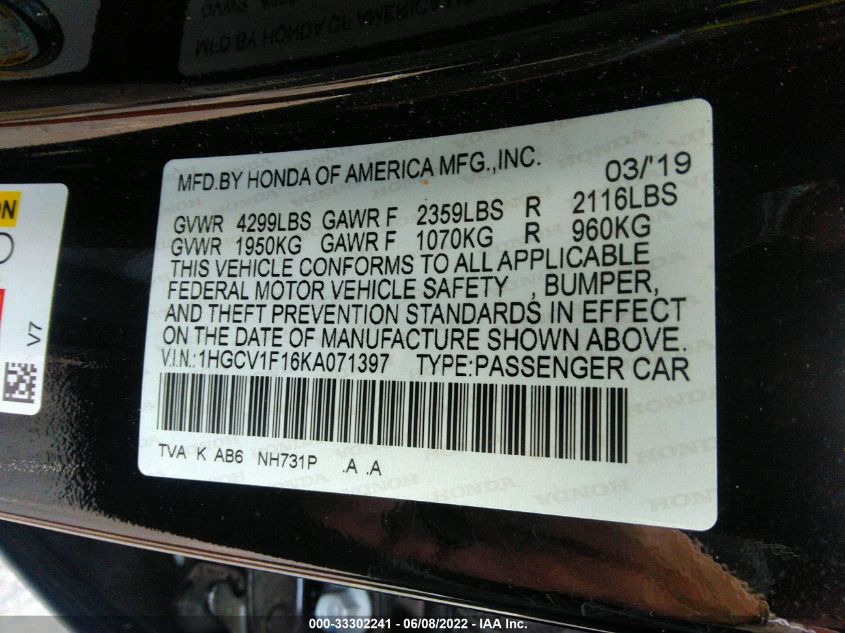 MFD.BY HONDA OF AMERICA MFG.,INC. 03/'19
GVWR 4299LBS GAWR F 2359LBS R 2116LBS
GVWR 1950KG GAWR F 1070KG R 960KG
THIS VEHICLE CONFORMS TO ALL APPLICABLE
FEDERAL MOTOR VEHICLE SAFETY , BUMPER,
AND THEFT PREVENTION STANDARDS IN EFFECT
ON THE DATE OF MANUFACTURE SHOWN ABOVE.
V.I.N.:1HGCV1F16KA071397 TYPE:PASSENGER CAR
TVA K AB6 NH731P .A .A
V7
000-33302241 - 06/08/2022 - IAA Inc.